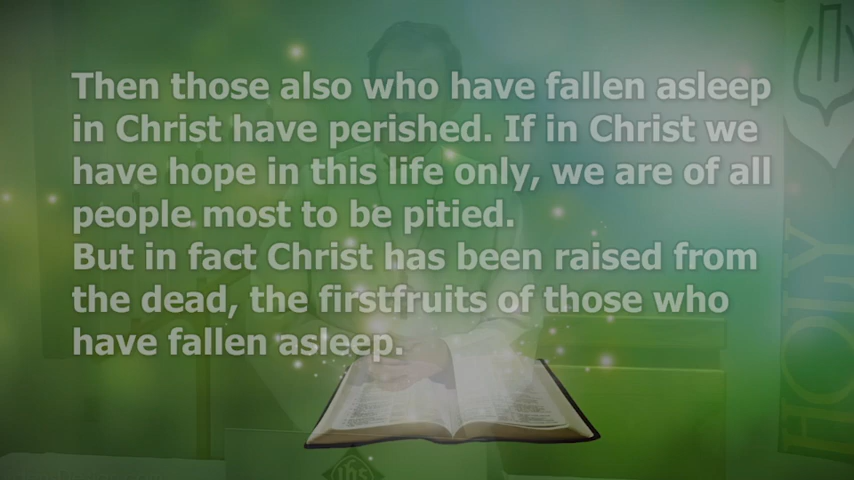 Then those also who have fallen asleep
in Christ have perished. If in Christ we
have hope in this life only, we are of all
people most to be pitied.
But in fact Christ has been raised from
the dead, the firstfruits of those who
have fallen asleep.
HOLY
ihs